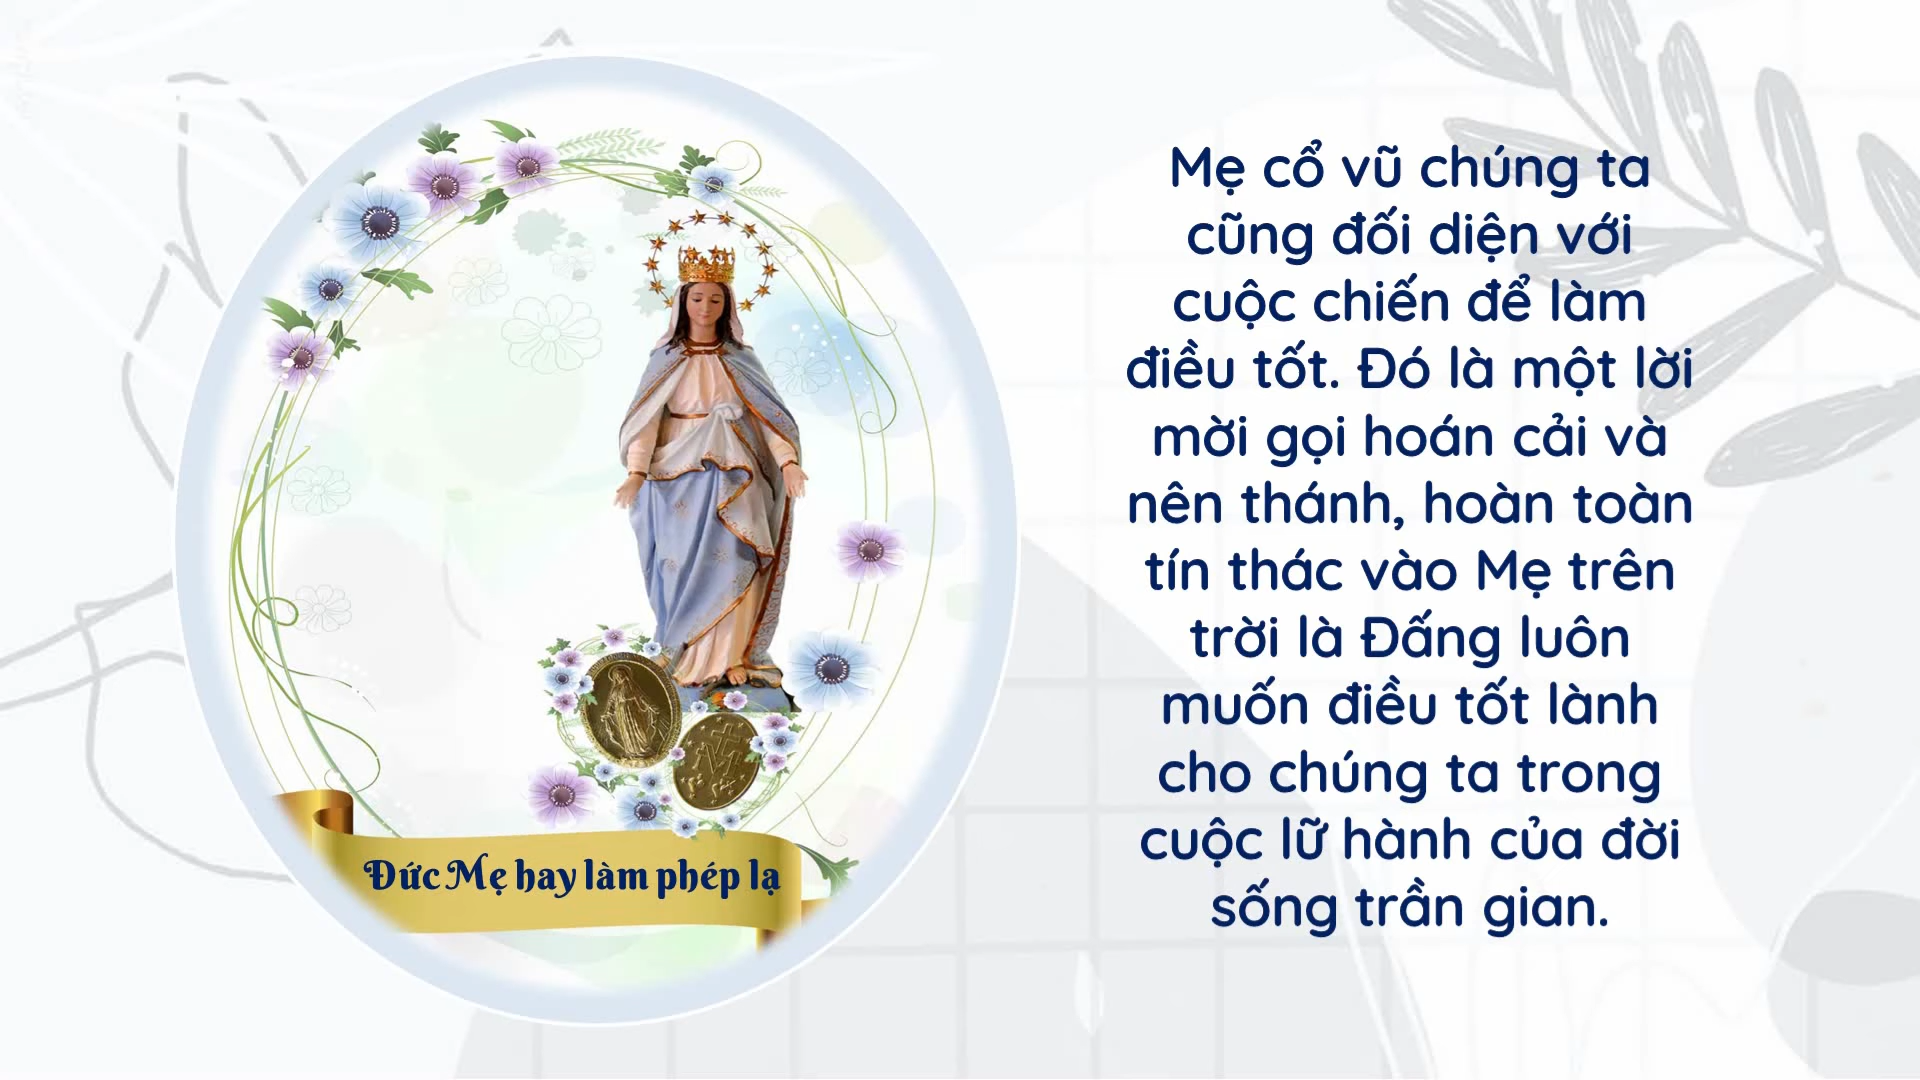 Mẹ cổ vũ chúng ta
cũng đối diện với
cuộc chiến để làm
điều tốt. Đó là một lời
mời gọi hoán cải và
nên thánh, hoàn toàn
tín thác vào Mẹ trên
trời là Đấng luôn
muốn điều tốt lành
cho chúng ta trong
cuộc lữ hành của đời
sống trần gian.
Đức Mẹ hay làm phép lạ